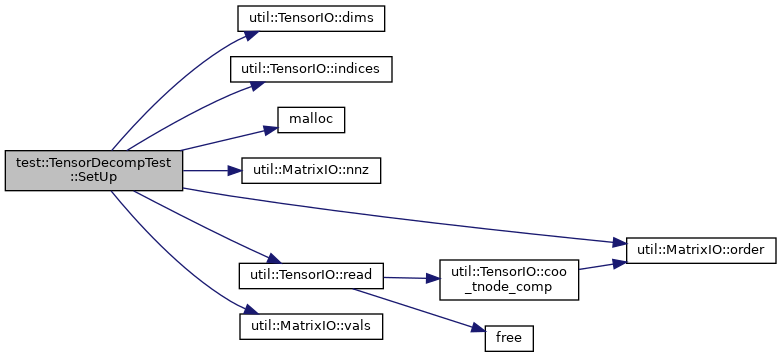 util::TensorIO::dims
util::TensorIO::indices
malloc
test::TensorDecompTest
::SetUp
util::MatrixIO::nnz
util::MatrixIO::order
util::TensorIO::read
util::TensorIO::coo
_tnode_comp
util::MatrixIO::vals
free